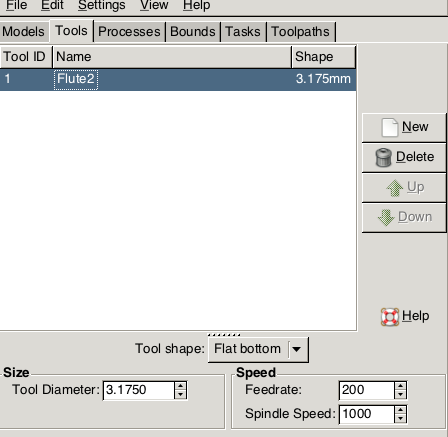 File Edit Settings View Help
Models Tools Processes Bounds Tasks Toolpaths
Tool ID Name Shape
1 Flute2 3.175mm
New
Delete
Up
Down
Help
Tool shape: Flat bottom
Size
Tool Diameter: 3.1750
Speed
Feedrate: 200
Spindle Speed: 1000